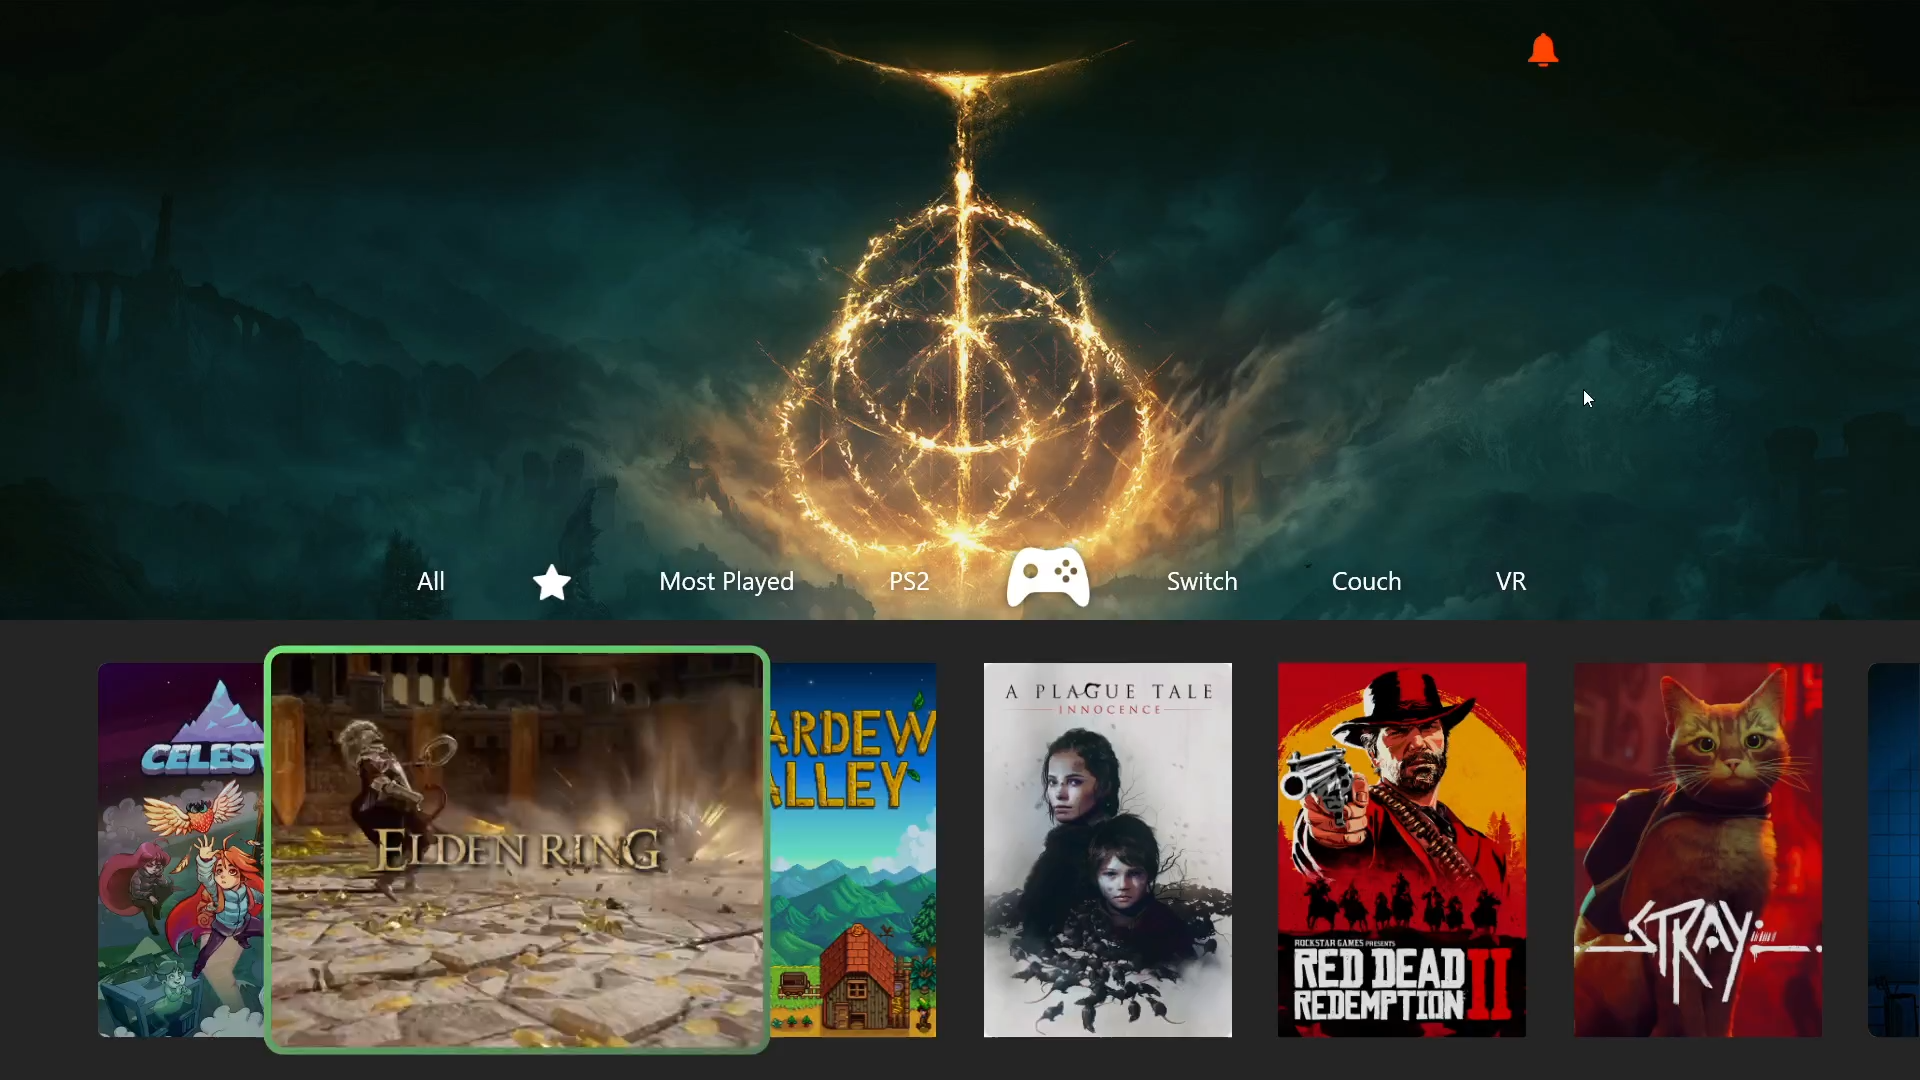 All
Most Played
PS2
Switch
Couch
VR
CELEST
ELDEN RING
ARDEW
ALLEY
A PLAGUE TALE
INNOCENCE
ROCKSTAR GAMES PRESENTS
RED DEAD
REDEMPTION II
STRAY